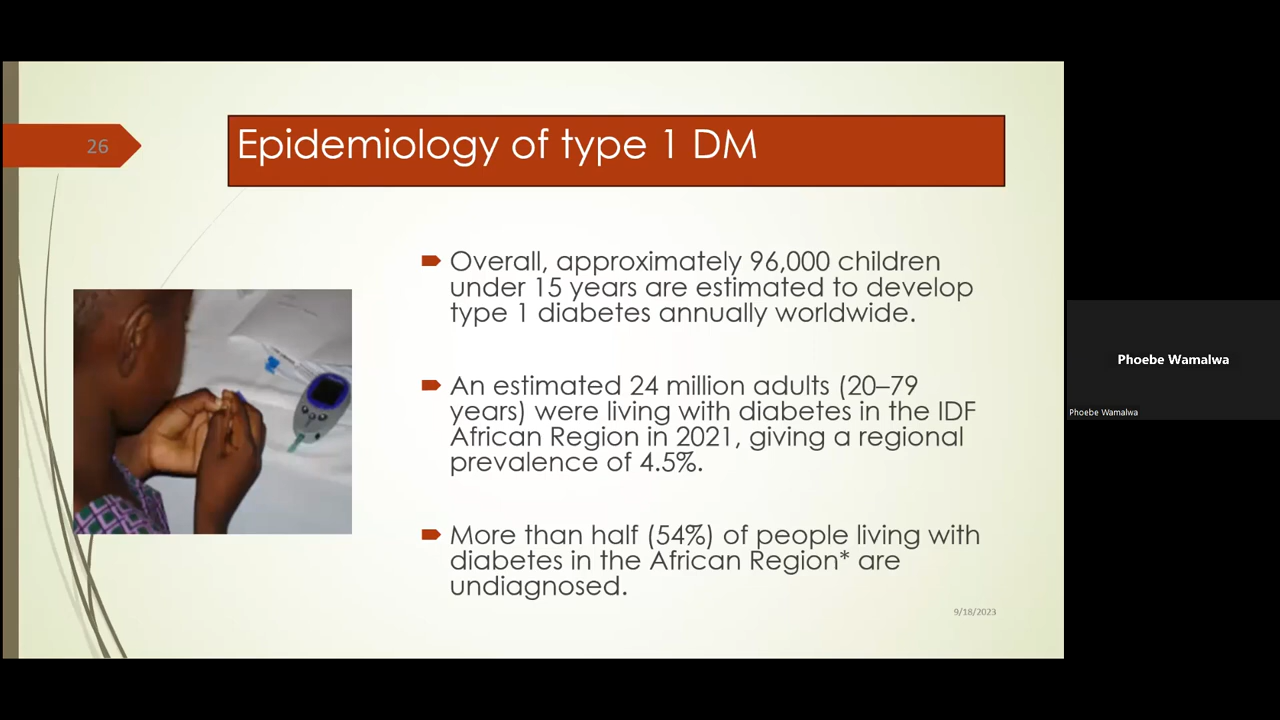 26
Epidemiology of type 1 DM
Overall, approximately 96,000 children
under 15 years are estimated to develop
type 1 diabetes annually worldwide.
An estimated 24 million adults (20–79
years) were living with diabetes in the IDF
African Region in 2021, giving a regional
prevalence of 4.5%.
More than half (54%) of people living with
diabetes in the African Region* are
undiagnosed.
9/18/2023
Phoebe Wamalwa
Phoebe Wamalwa